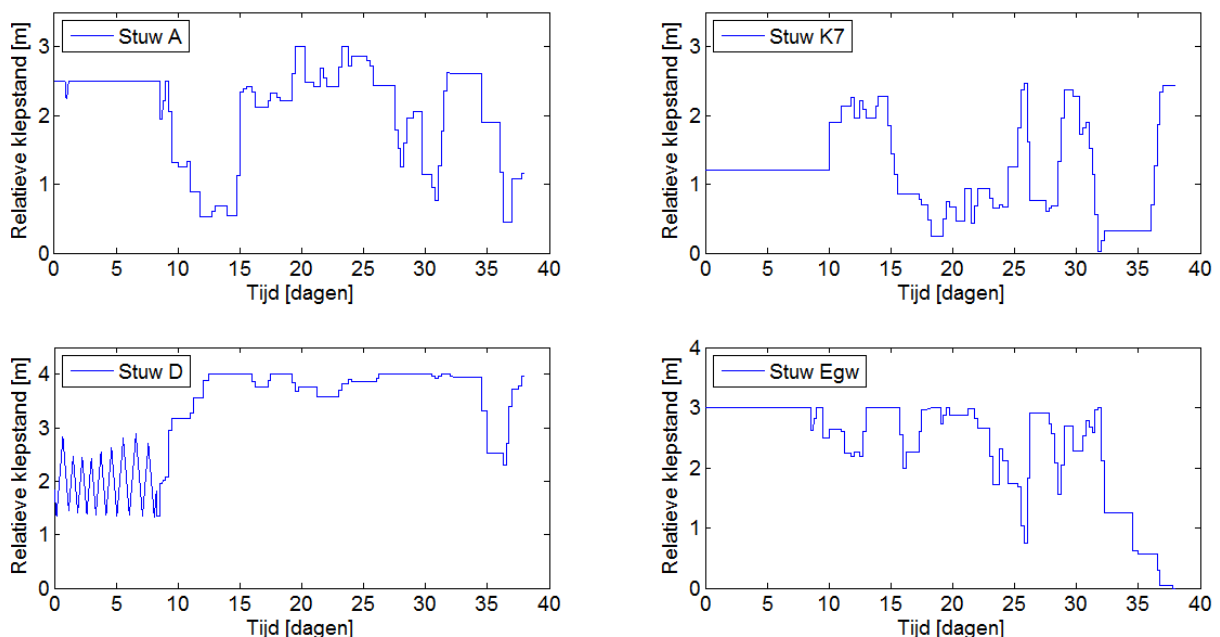 Stuw A
Relatieve klepstand [m]
3
2
1
0
0 5 10 15 20 25 30 35 40
Tijd [dagen]
Stuw K7
Relatieve klepstand [m]
3
2
1
0
0 5 10 15 20 25 30 35 40
Tijd [dagen]
Stuw D
Relatieve klepstand [m]
4
3
2
1
0
0 5 10 15 20 25 30 35 40
Tijd [dagen]
Stuw Egw
Relatieve klepstand [m]
4
3
2
1
0
0 5 10 15 20 25 30 35 40
Tijd [dagen]